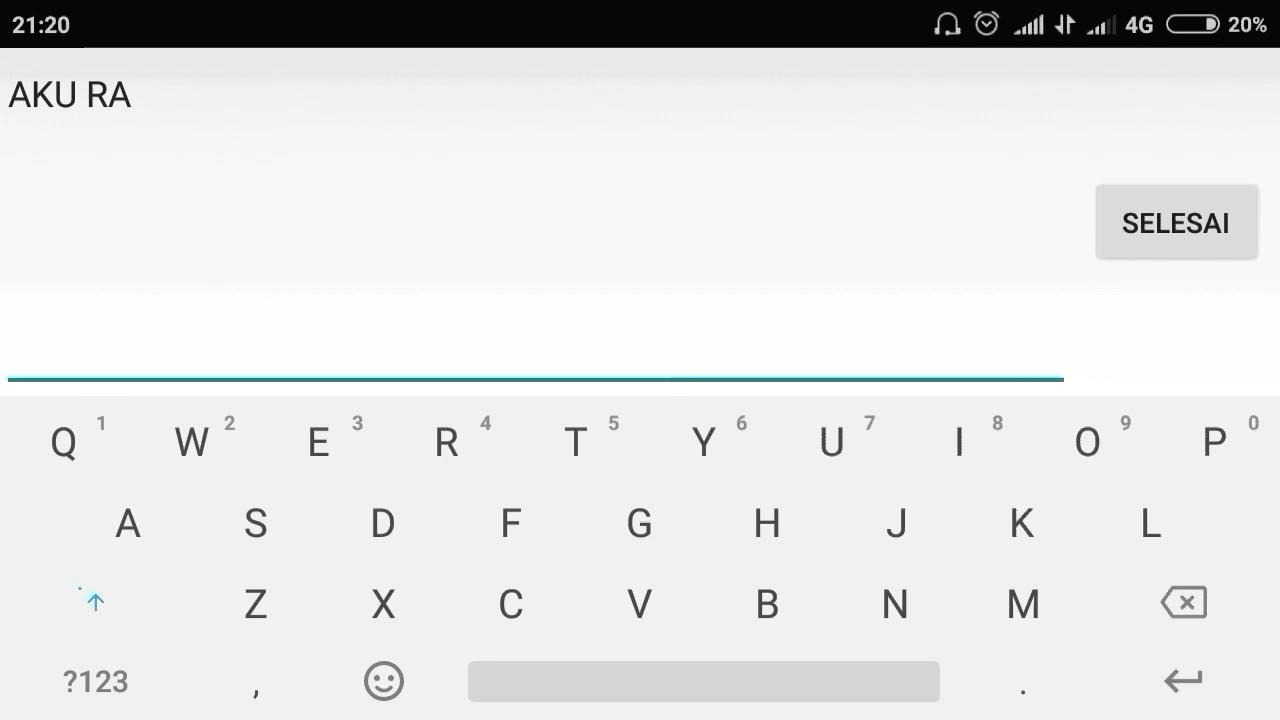 21:20 4G 20%
AKU RA
SELESAI
Q 1 W 2 E 3 R 4 T 5 Y 6 U 7 I 8 O 9 P 0
A S D F G H J K L
Z X C V B N M
?123 , .